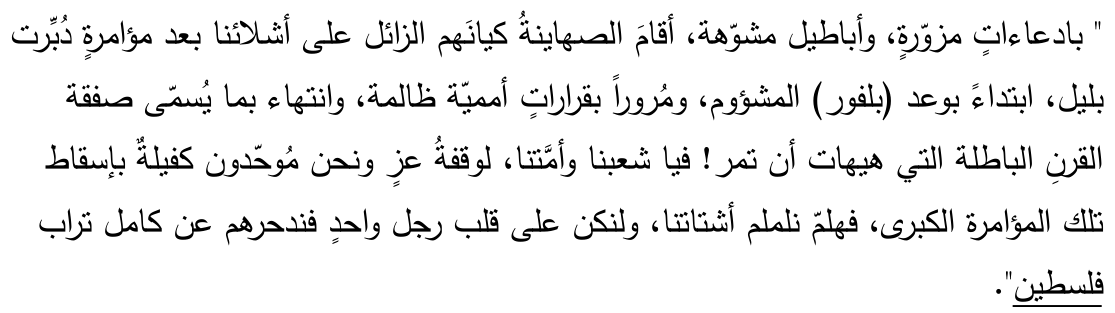 " بادعاءاتٍ مزوّرةٍ، وأباطيل مشوّهة، أقامَ الصهاينةُ كيانَهم الزائل على أشلائنا بعد مؤامرةٍ دُبِّرت
بليل، ابتداءً بوعد (بلفور) المشؤوم، ومُروراً بقراراتٍ أمميّة ظالمة، وانتهاء بما يُسمّى صفقة
القرنِ الباطلة التي هيهات أن تمر! فيا شعبنا وأمَّتنا، لوقفةُ عزٍ ونحن مُوحّدون كفيلةٌ بإسقاط
تلك المؤامرة الكبرى، فهلمّ نلملم أشتاتنا، ولنكن على قلب رجل واحدٍ فندحرهم عن كامل تراب
فلسطين".